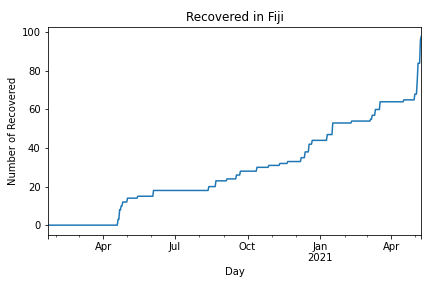 Recovered in Fiji
Number of Recovered
100
80
60
40
20
0
Apr
Jul
Oct
Jan
2021
Apr
Day